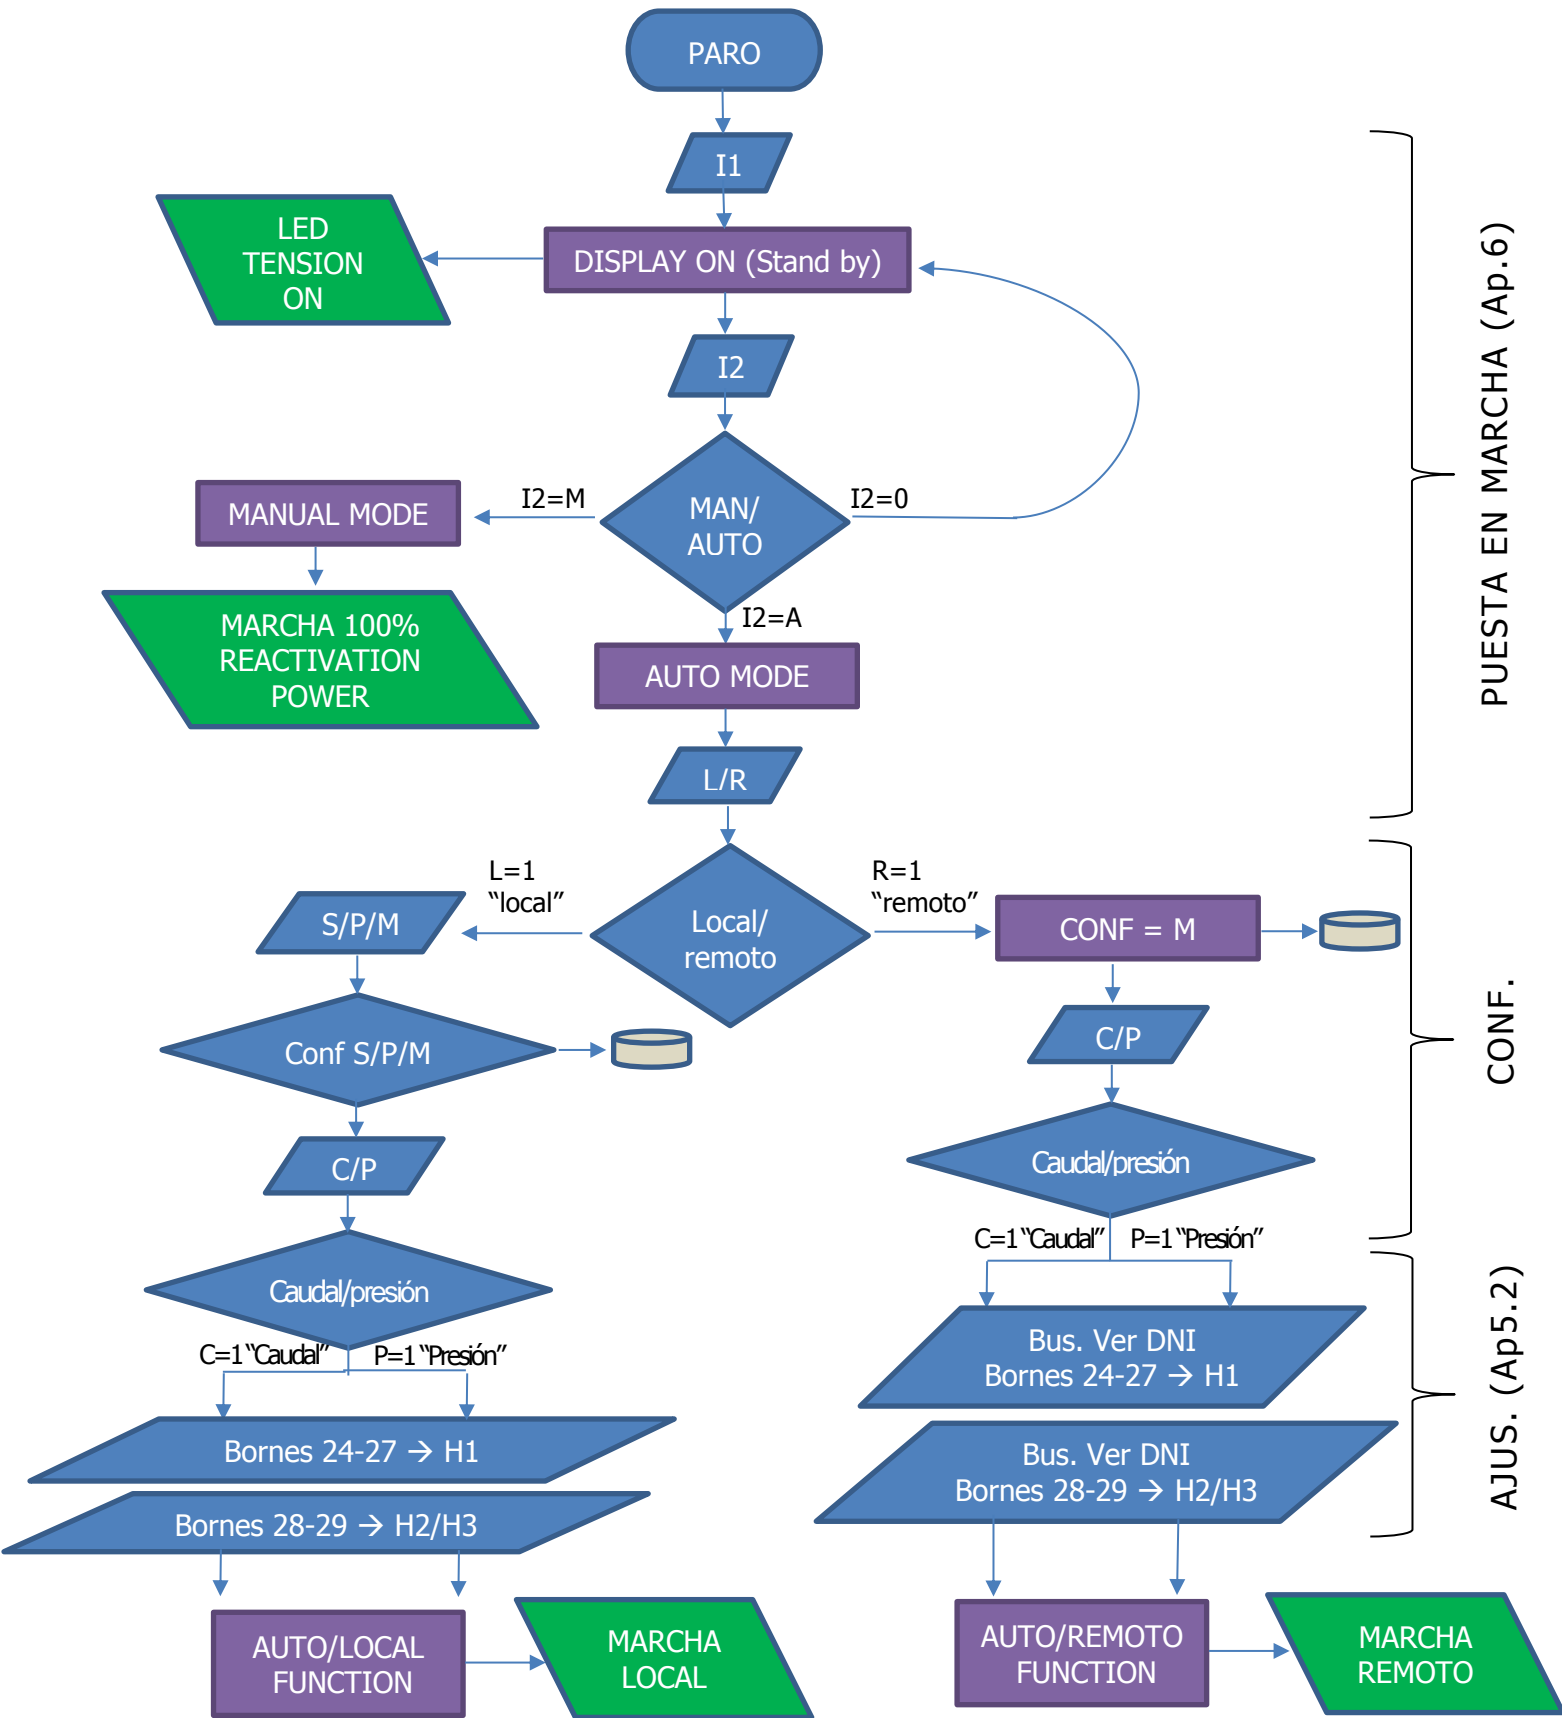 PARO
I1
LED
TENSION
ON
DISPLAY ON (Stand by)
I2
I2=M
MAN/
AUTO
I2=0
MANUAL MODE
MARCHA 100%
REACTIVATION
POWER
I2=A
AUTO MODE
L/R
PUESTA EN MARCHA (Ap.6)
L=1
“local”
R=1
“remoto”
S/P/M
Local/
remoto
CONF = M
Conf S/P/M
C/P
CONF.
C/P
Caudal/presión
Caudal/presión
C=1 “Caudal”
P=1 “Presión”
C=1 “Caudal”
P=1 “Presión”
Bus. Ver DNI
Bornes 24-27 → H1
Bornes 24-27 → H1
Bus. Ver DNI
Bornes 28-29 → H2/H3
Bornes 28-29 → H2/H3
AJUS. (Ap5.2)
AUTO/LOCAL
FUNCTION
MARCHA
LOCAL
AUTO/REMOTO
FUNCTION
MARCHA
REMOTO